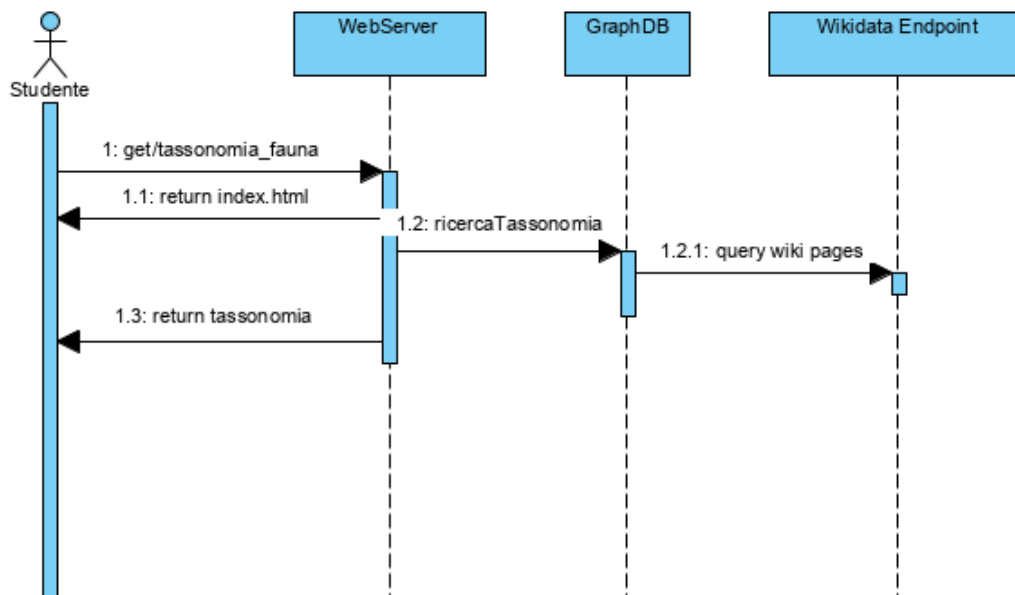 WebServer
GraphDB
Wikidata Endpoint
Studente
1: get/tassonomia_fauna
1.1: return index.html
1.2: ricercaTassonomia
1.2.1: query wiki pages
1.3: return tassonomia